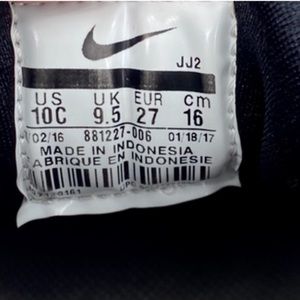 JJ2
US UK EUR cm
10C 9.5 27 16
02/16 881227-006 01/18/17
MADE IN INDONESIA
FABRIQUE EN INDONESIE